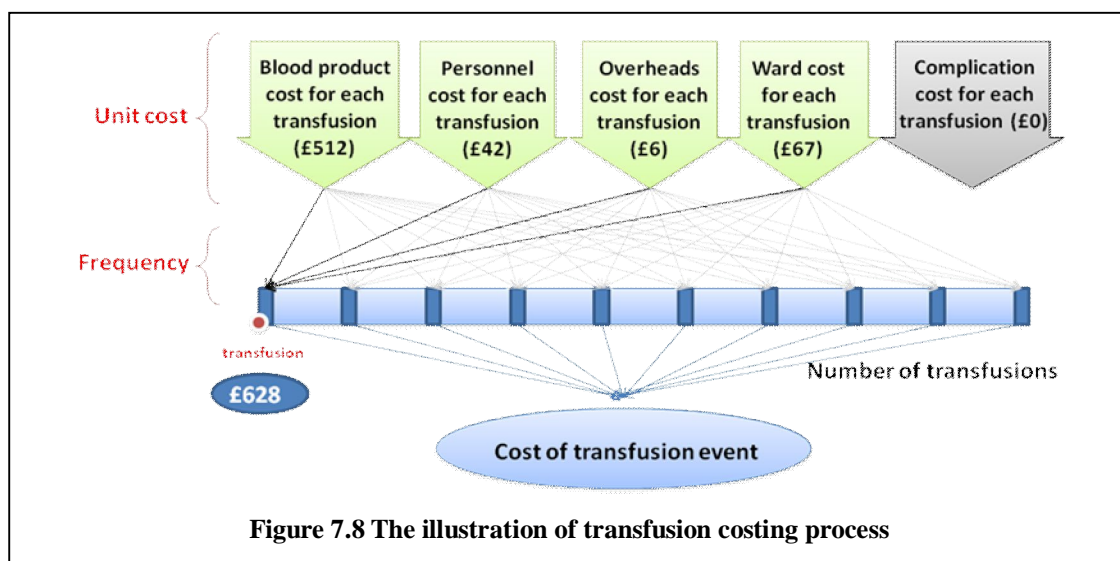 Blood product
cost for each
transfusion
(£512)
Personnel
cost for each
transfusion
(£42)
Overheads
cost for each
transfusion
(£6)
Ward cost
for each
transfusion
(£67)
Complication
cost for each
transfusion (£0)
Unit cost
Frequency
transfusion
£628
Number of transfusions
Cost of transfusion event
Figure 7.8 The illustration of transfusion costing process